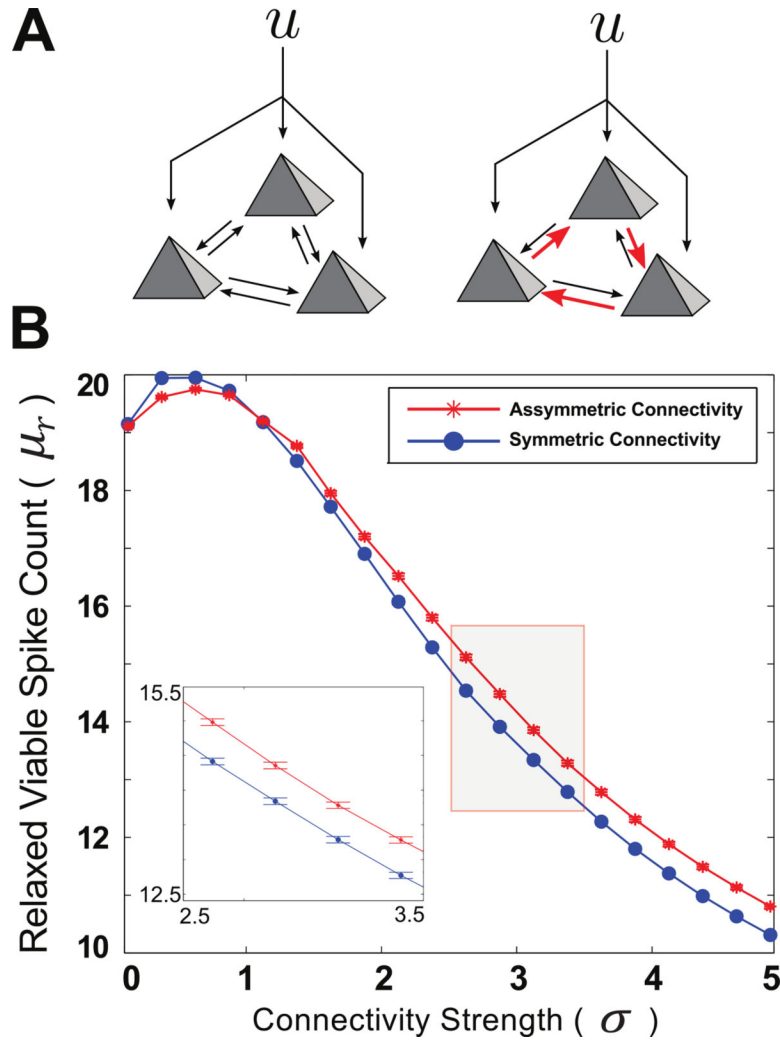 A
u
u
B
Relaxed Viable Spike Count ( μr )
20
18
16
14
12
10
Assymmetric Connectivity
Symmetric Connectivity
15.5
12.5
2.5
3.5
0
1
2
3
4
5
Connectivity Strength ( σ )